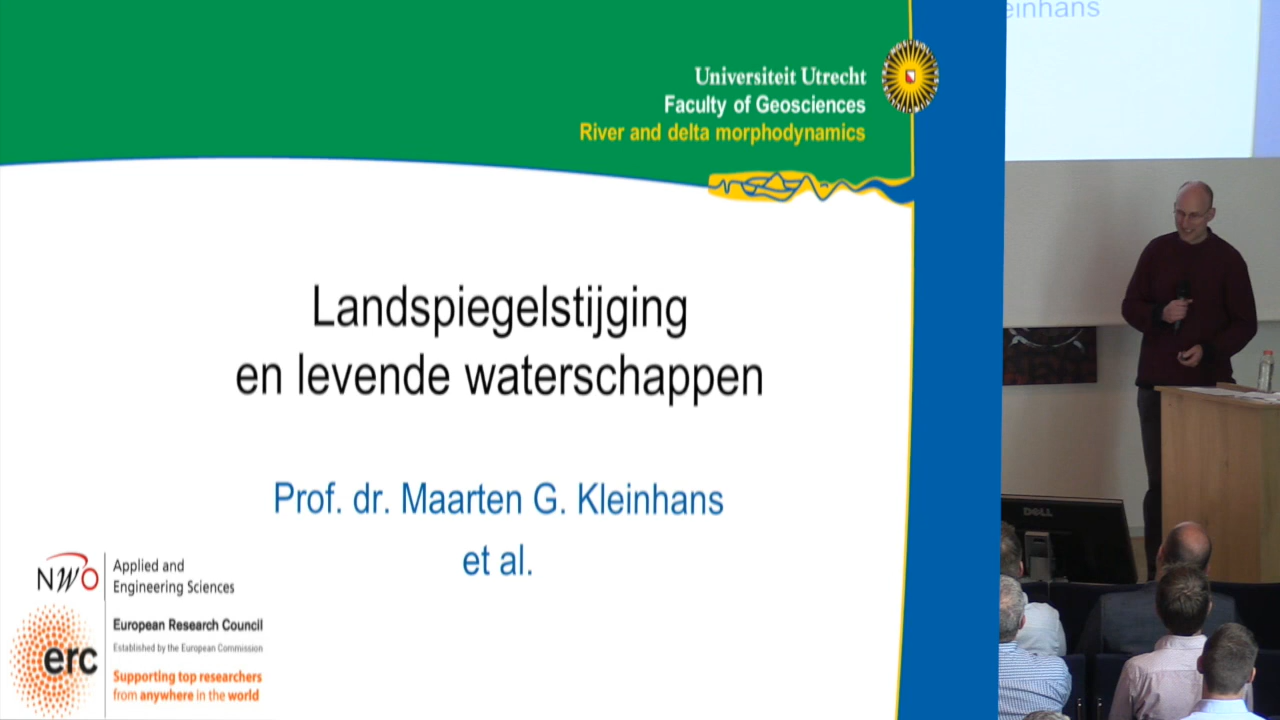 Universiteit Utrecht
Faculty of Geosciences
River and delta morphodynamics
Landspiegelstijging
en levende waterschappen
Prof. dr. Maarten G. Kleinhans
et al.
NWO
Applied and
Engineering Sciences
erc
European Research Council
Established by the European Commission
Supporting top researchers
from anywhere in the world
einhans
DELL